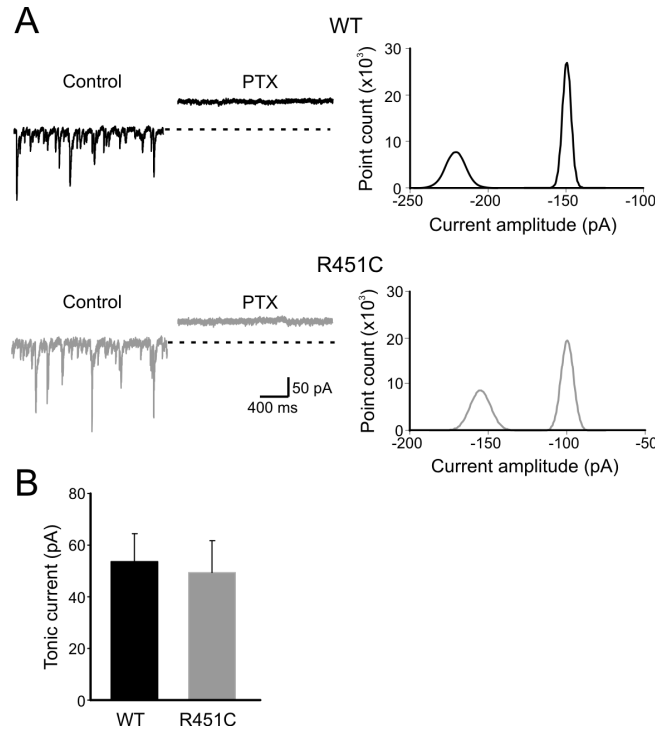 A
WT
Control
PTX
Point count (x10³)
30
20
10
0
-250
-200
-150
-100
Current amplitude (pA)
R451C
Control
PTX
50 pA
400 ms
Point count (x10³)
30
20
10
0
-200
-150
-100
-50
Current amplitude (pA)
B
Tonic current (pA)
80
60
40
20
0
WT
R451C